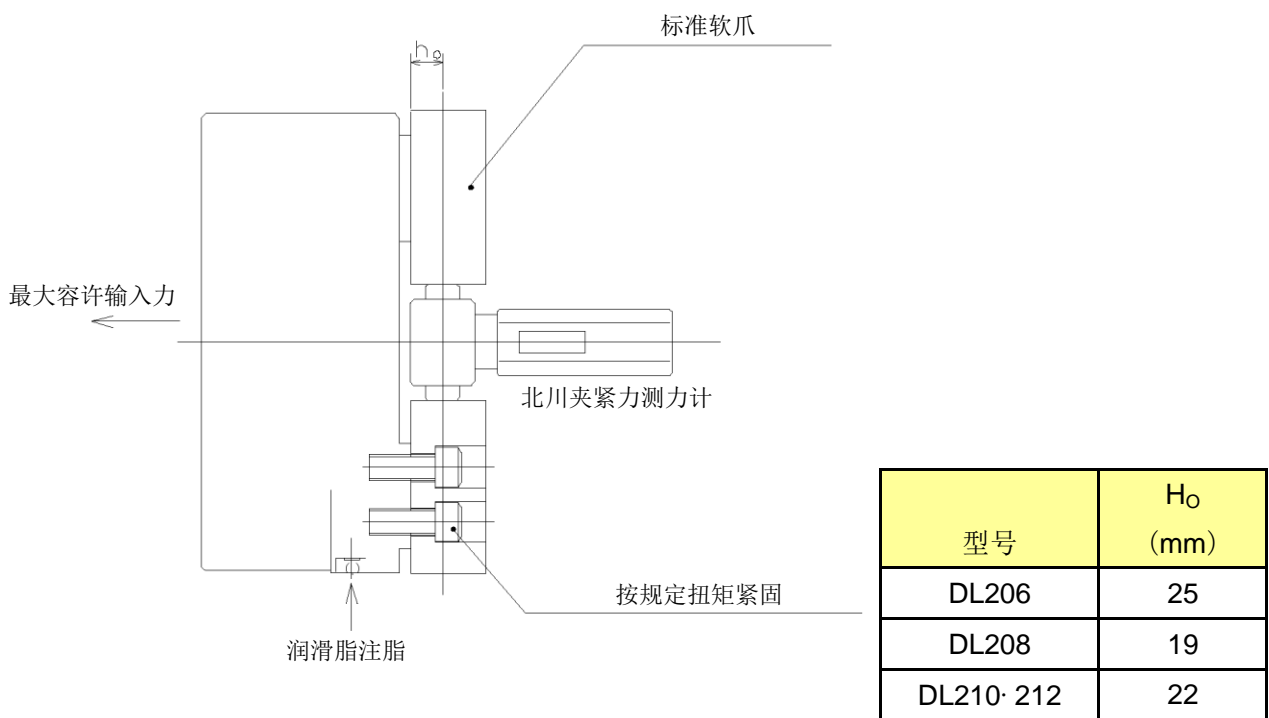 标准软爪
h₀
最大容许输入力
北川夹紧力测力计
按规定扭矩紧固
润滑脂注脂
型号 H₀ (mm)
DL206 25
DL208 19
DL210·212 22